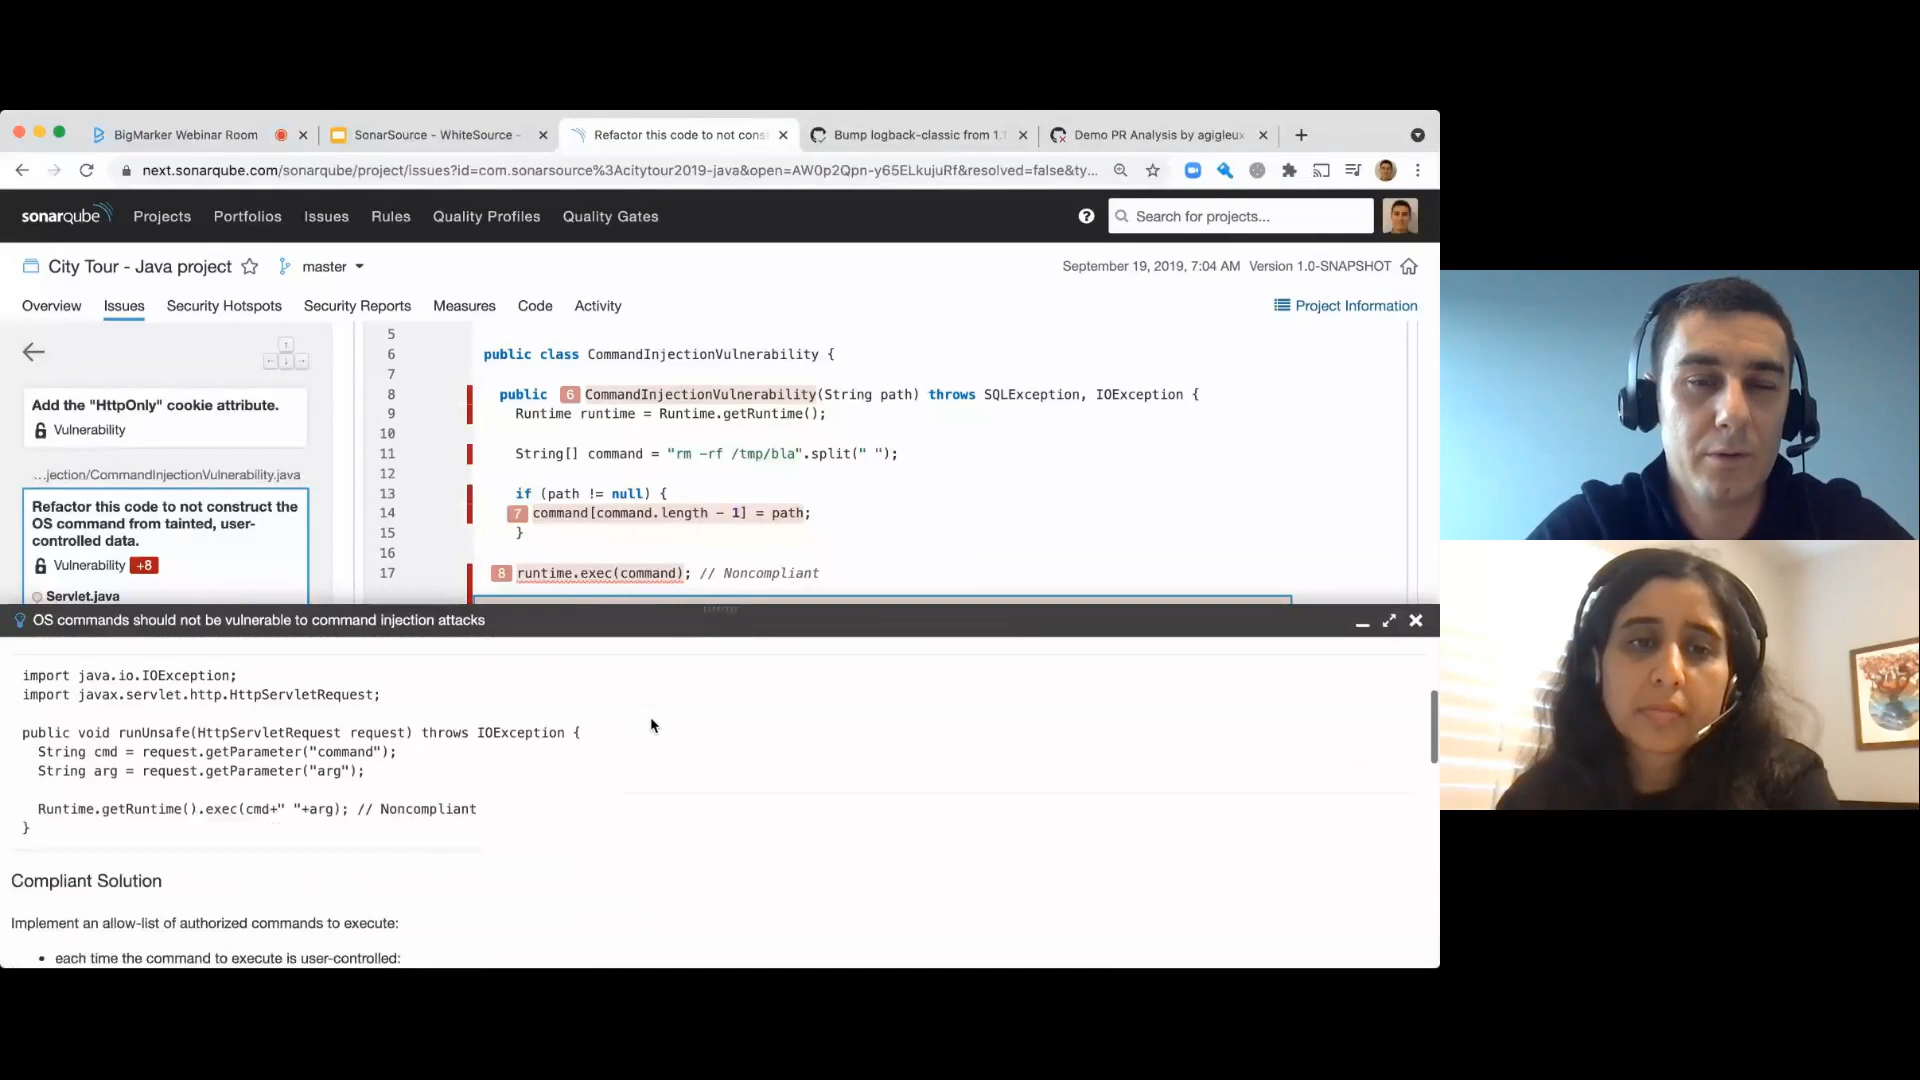 BigMarker Webinar Room
SonarSource - WhiteSource -
Refactor this code to not cons
Bump logback-classic from 1.
Demo PR Analysis by agigleux
next.sonarqube.com/sonarqube/project/issues?id=com.sonarsource%3Acitytour2019-java&open=AW0p2Qpn-y65ELkujuRf&resolved=false&ty...
sonarqube Projects Portfolios Issues Rules Quality Profiles Quality Gates ? Search for projects...
City Tour - Java project master September 19, 2019, 7:04 AM Version 1.0-SNAPSHOT
Overview Issues Security Hotspots Security Reports Measures Code Activity Project Information
Add the "HttpOnly" cookie attribute.
Vulnerability
...jection/CommandInjectionVulnerability.java
Refactor this code to not construct the
OS command from tainted, user-
controlled data.
Vulnerability +8
Servlet.java
5
6 public class CommandInjectionVulnerability {
7
8 public 6 CommandInjectionVulnerability(String path) throws SQLException, IOException {
9 Runtime runtime = Runtime.getRuntime();
10
11 String[] command = "rm -rf /tmp/bla".split(" ");
12
13 if (path != null) {
14 7 command[command.length - 1] = path;
15 }
16
17 8 runtime.exec(command); // Noncompliant
OS commands should not be vulnerable to command injection attacks
import java.io.IOException;
import javax.servlet.http.HttpServletRequest;
public void runUnsafe(HttpServletRequest request) throws IOException {
String cmd = request.getParameter("command");
String arg = request.getParameter("arg");
Runtime.getRuntime().exec(cmd+" "+arg); // Noncompliant
}
Compliant Solution
Implement an allow-list of authorized commands to execute:
• each time the command to execute is user-controlled: